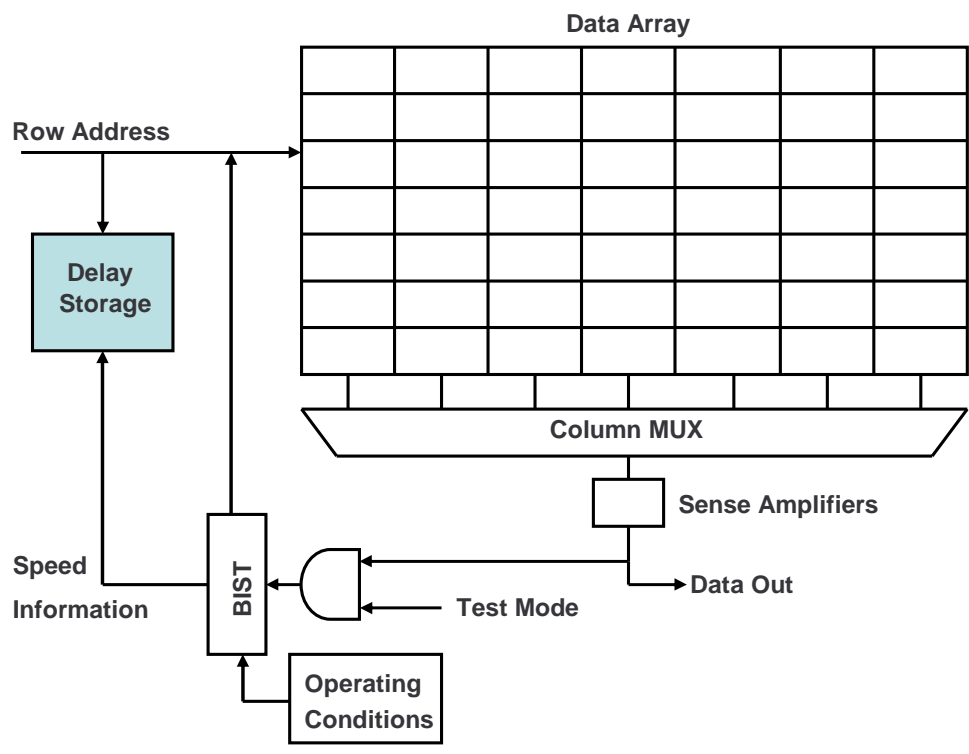 Data Array
Row Address
Delay
Storage
Column MUX
Sense Amplifiers
Speed
Information
BIST
Data Out
Test Mode
Operating
Conditions